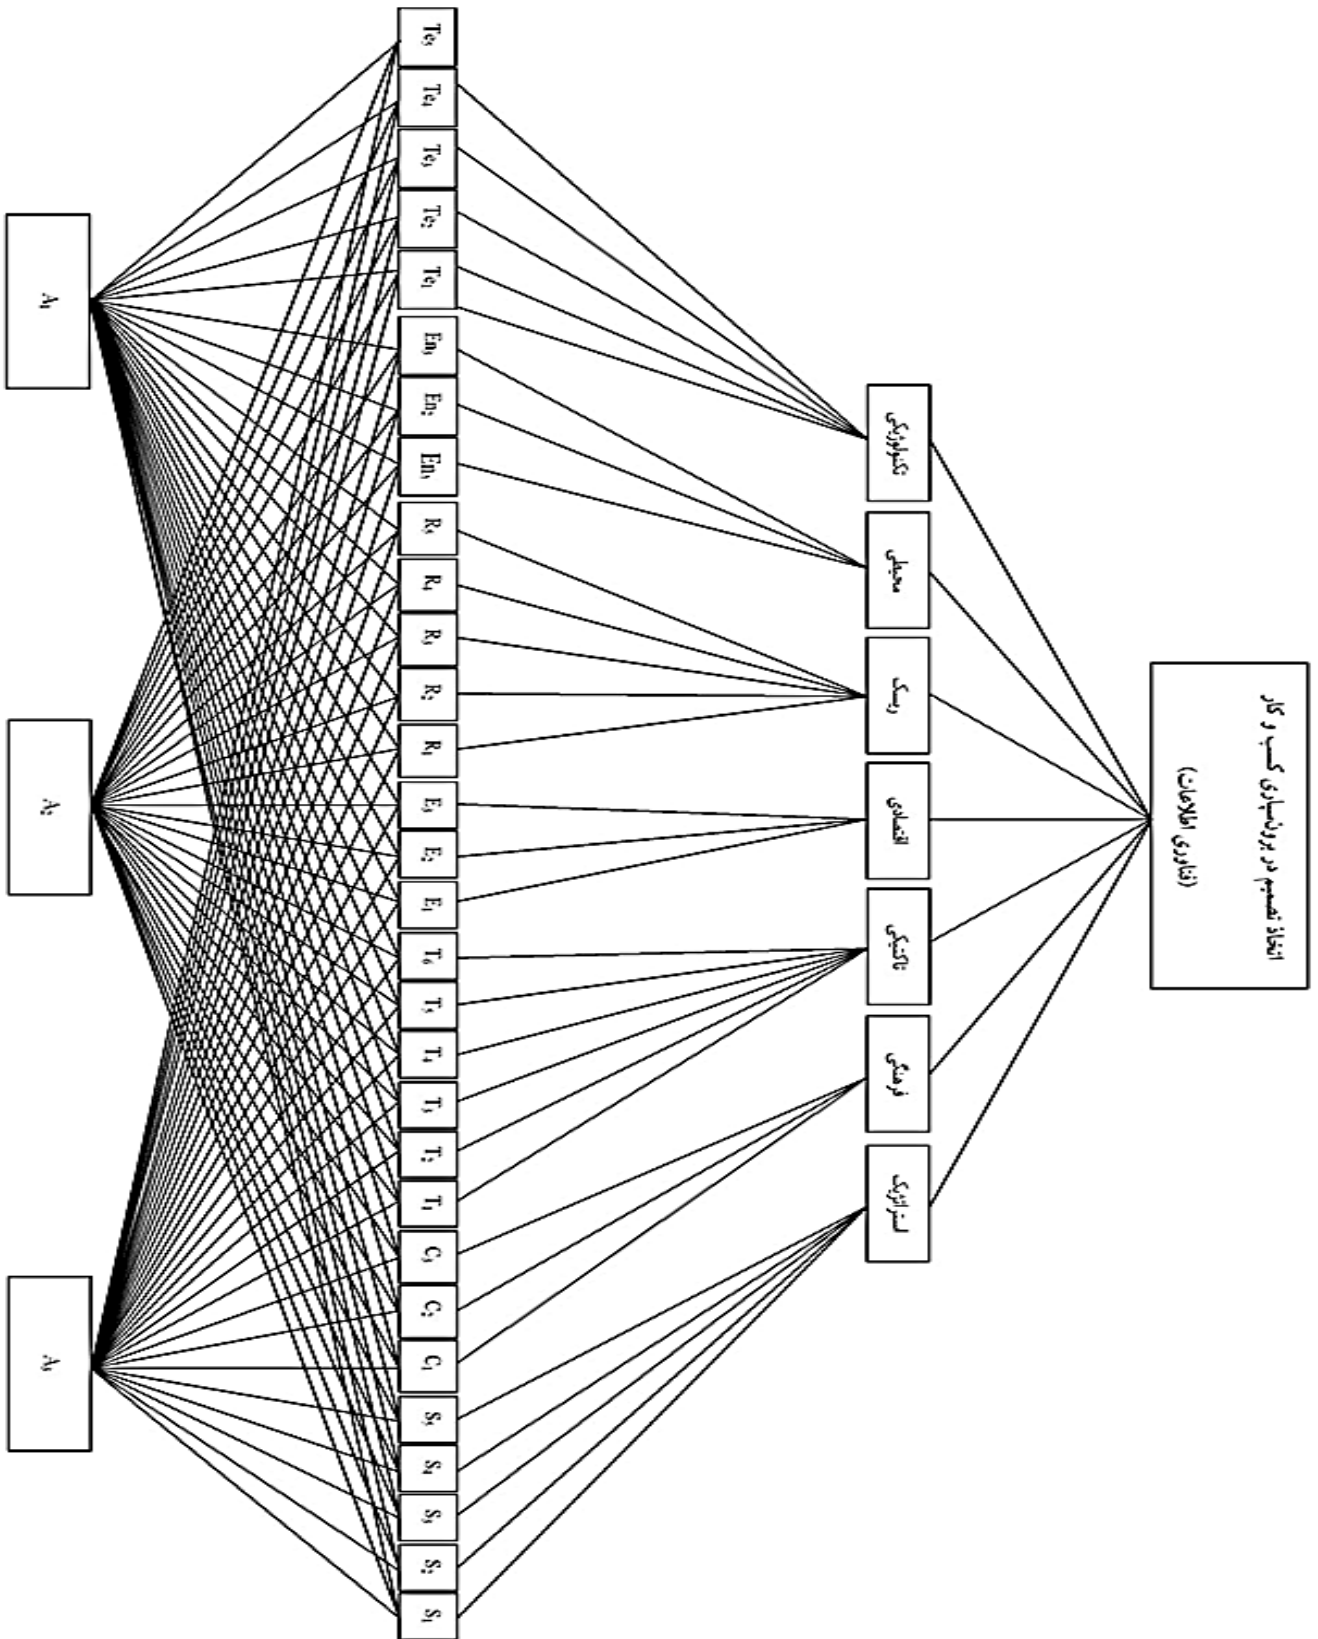 اتخاذ تصمیم در برون‌سپاری کسب و کار
(فناوری اطلاعات)
استراتژیک
فرهنگی
تاکتیکی
اقتصادی
ریسک
محیطی
تکنولوژیکی
S₁
S₂
S₃
S₄
S₅
C₁
C₂
C₃
T₁
T₂
T₃
T₄
T₅
T₆
E₁
E₂
E₃
R₁
R₂
R₃
R₄
R₅
En₁
En₂
En₃
Te₁
Te₂
Te₃
Te₄
Te₅
A₃
A₂
A₁